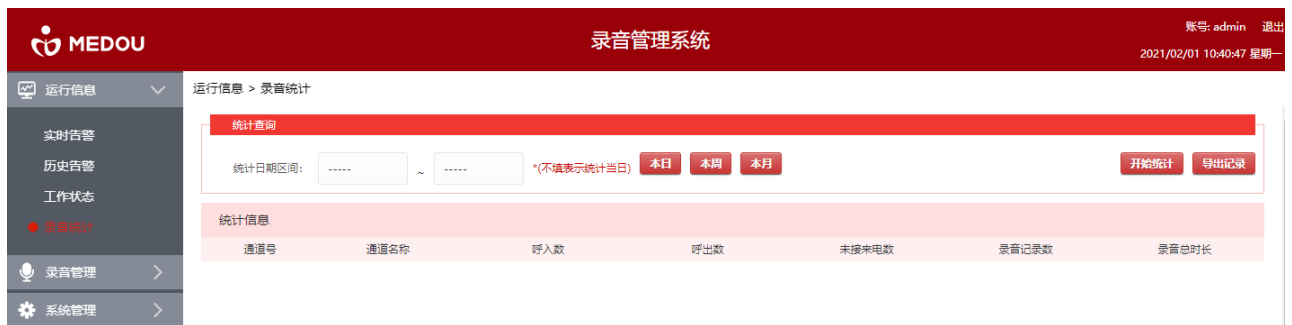 MEDOU
录音管理系统
账号: admin 退出
2021/02/01 10:40:47 星期一
运行信息
运行信息 > 录音统计
实时告警
历史告警
工作状态
录音统计
录音管理
系统管理
统计查询
统计日期区间: ----- ~ ----- *(不填表示统计当日) 本日 本周 本月 开始统计 导出记录
统计信息
通道号 通道名称 呼入数 呼出数 未接来电数 录音记录数 录音总时长